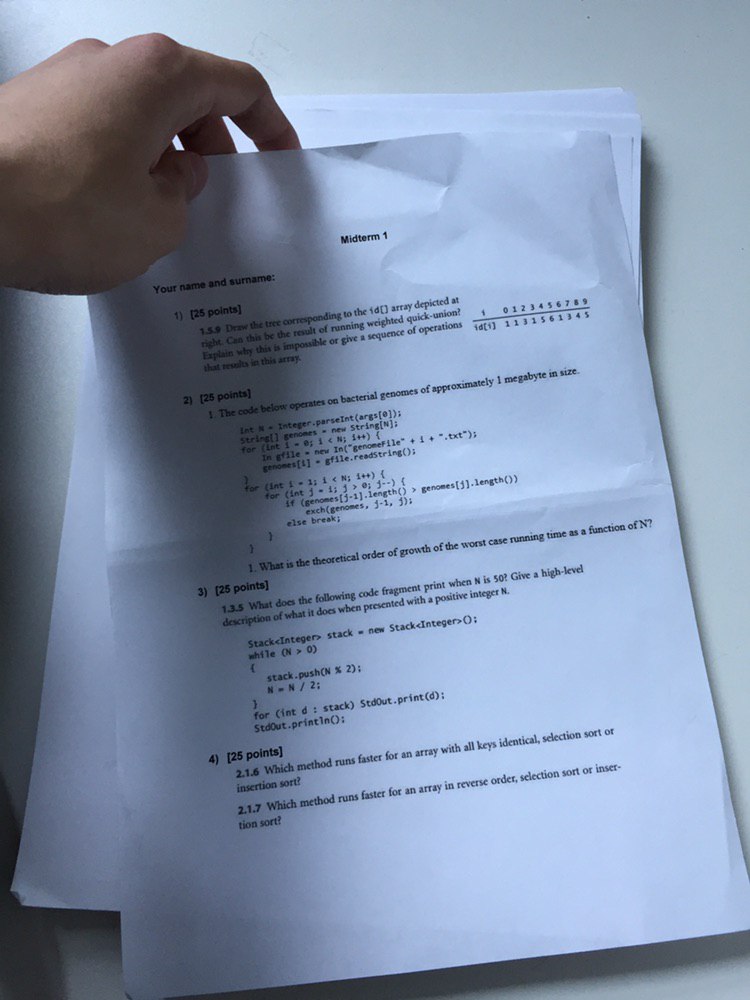 Midterm 1
Your name and surname:
1) [25 points]
1.5.9 Draw the tree corresponding to the id[] array depicted at
right. Can this be the result of running weighted quick-union?
Explain why this is impossible or give a sequence of operations
that results in this array.
i 0 1 2 3 4 5 6 7 8 9
id[i] 1 1 3 1 5 6 1 3 4 5
2) [25 points]
1. The code below operates on bacterial genomes of approximately 1 megabyte in size.
Int N = Integer.parseInt(args[0]);
String[] genomes = new String[N];
for (int i = 0; i < N; i++) {
In gfile = new In("genomeFile" + i + ".txt");
genomes[i] = gfile.readString();
}
for (int i = 1; i < N; i++) {
for (int j = i; j > 0; j--) {
if (genomes[j-1].length() > genomes[j].length())
exch(genomes, j-1, j);
else break;
}
}
1. What is the theoretical order of growth of the worst case running time as a function of N?
3) [25 points]
1.3.5 What does the following code fragment print when N is 50? Give a high-level
description of what it does when presented with a positive integer N.
Stack<Integer> stack = new Stack<Integer>();
while (N > 0)
{
stack.push(N % 2);
N = N / 2;
}
for (int d : stack) StdOut.print(d);
StdOut.println();
4) [25 points]
2.1.6 Which method runs faster for an array with all keys identical, selection sort or
insertion sort?
2.1.7 Which method runs faster for an array in reverse order, selection sort or inser-
tion sort?